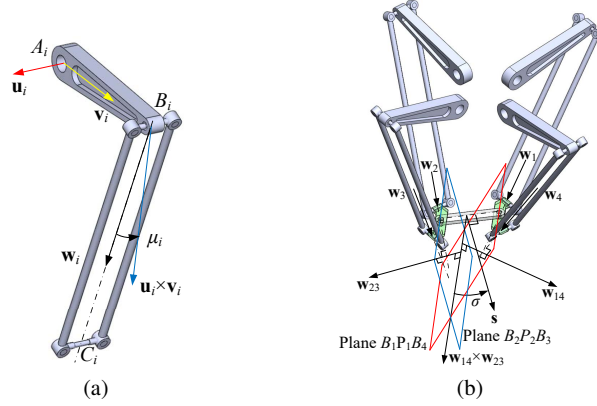 A_i
B_i
u_i
v_i
w_i
μ_i
u_i×v_i
C_i
(a)
w_1
w_2
w_3
w_4
w_23
w_14
σ
s
Plane B_1P_1B_4
Plane B_2P_2B_3
w_14×w_23
(b)